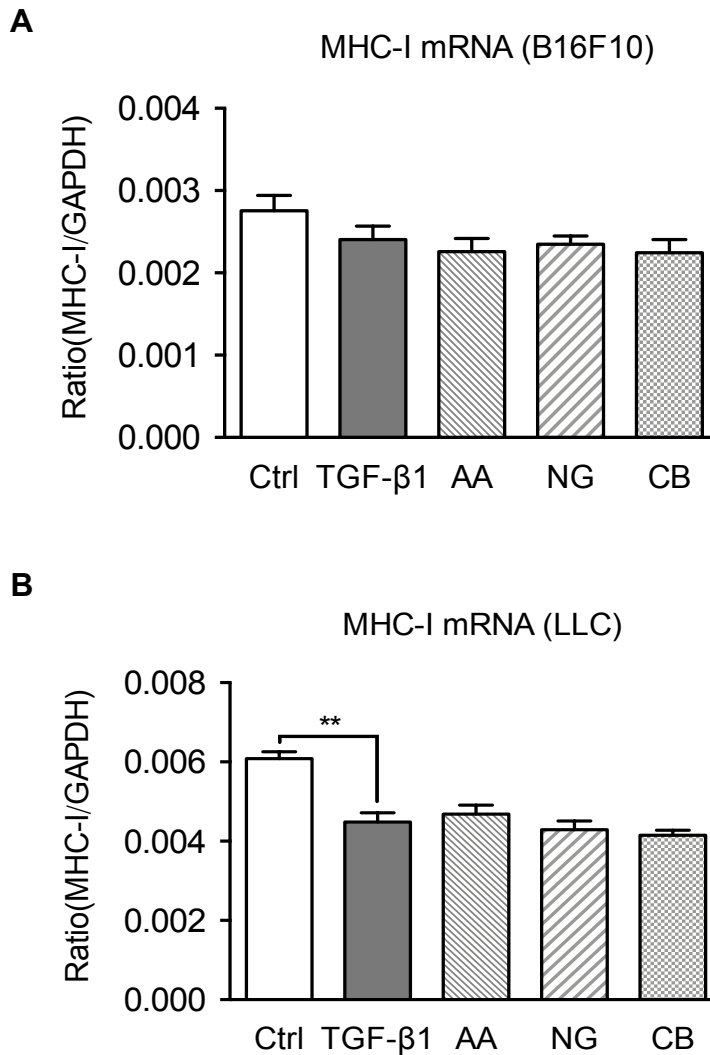 A
MHC-I mRNA (B16F10)
Ratio(MHC-I/GAPDH)
0.004
0.003
0.002
0.001
0.000
Ctrl TGF-β1 AA NG CB
B
MHC-I mRNA (LLC)
Ratio(MHC-I/GAPDH)
0.008
0.006
0.004
0.002
0.000
**
Ctrl TGF-β1 AA NG CB